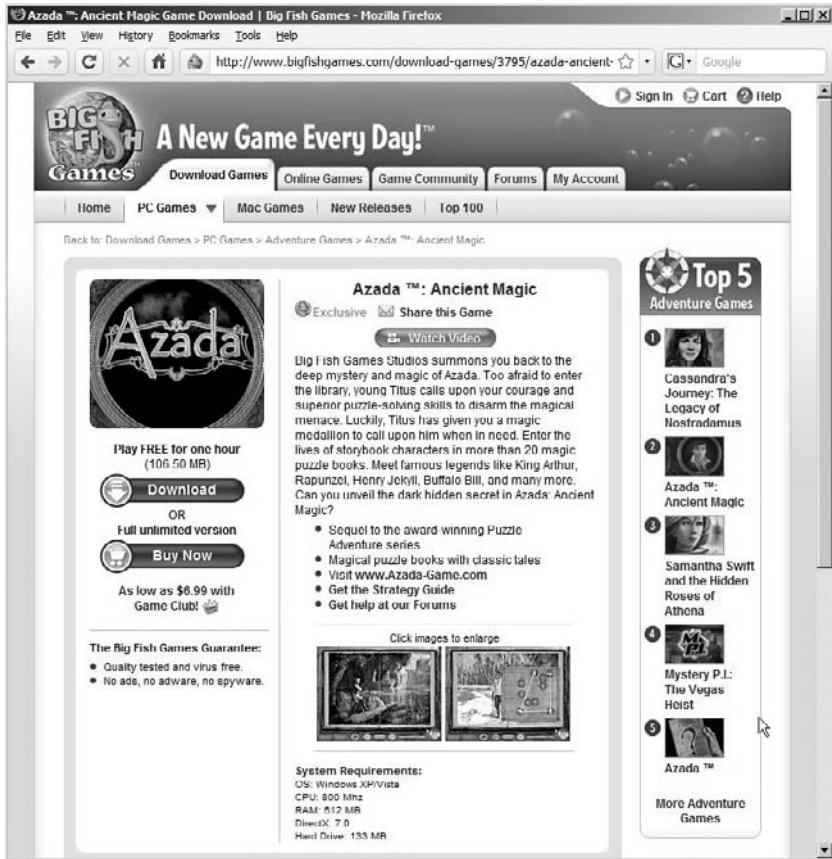 Azada ™: Ancient Magic Game Download | Big Fish Games - Mozilla Firefox
File Edit View History Bookmarks Tools Help
http://www.bigfishgames.com/download-games/3795/azada-ancient-
Google
Sign In Cart Help
BIG FISH Games
A New Game Every Day!™
Download Games Online Games Game Community Forums My Account
Home PC Games Mac Games New Releases Top 100
Back to: Download Games > PC Games > Adventure Games > Azada ™: Ancient Magic
Azada
Play FREE for one hour
(106.50 MB)
Download
OR
Full unlimited version
Buy Now
As low as $6.99 with
Game Club!
The Big Fish Games Guarantee:
Quality tested and virus free.
No ads, no adware, no spyware.
Azada ™: Ancient Magic
Exclusive Share this Game
Watch Video
Big Fish Games Studios summons you back to the
deep mystery and magic of Azada. Too afraid to enter
the library, young Titus calls upon your courage and
superior puzzle-solving skills to disarm the magical
menace. Luckily, Titus has given you a magic
medallion to call upon him when in need. Enter the
lives of storybook characters in more than 20 magic
puzzle books. Meet famous legends like King Arthur,
Rapunzel, Henry Jekyll, Buffalo Bill, and many more.
Can you unveil the dark hidden secret in Azada: Ancient
Magic?
Sequel to the award-winning Puzzle
Adventure series
Magical puzzle books with classic tales
Visit www.Azada-Game.com
Get the Strategy Guide
Get help at our Forums
Click images to enlarge
System Requirements:
OS: Windows XP/Vista
CPU: 800 Mhz
RAM: 512 MB
DirectX: 7.0
Hard Drive: 133 MB
Top 5
Adventure Games
1
Cassandra's
Journey: The
Legacy of
Nostradamus
2
Azada ™:
Ancient Magic
3
Samantha Swift
and the Hidden
Roses of
Athena
4
M.P.I.
Mystery P.I.:
The Vegas
Heist
5
Azada ™
More Adventure
Games